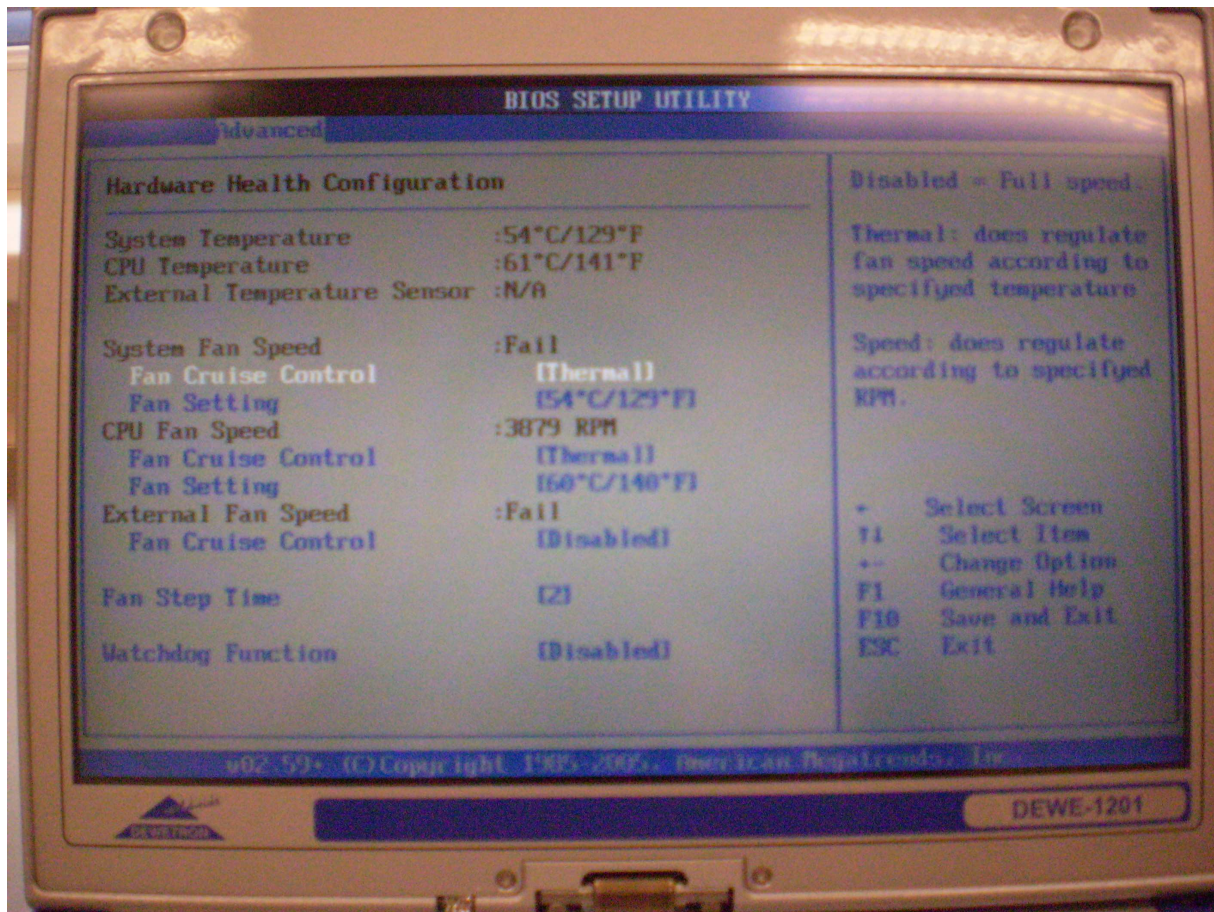 BIOS SETUP UTILITY
Advanced
Hardware Health Configuration
System Temperature :54°C/129°F
CPU Temperature :61°C/141°F
External Temperature Sensor :N/A
System Fan Speed :Fail
Fan Cruise Control [Thermal]
Fan Setting [54°C/129°F]
CPU Fan Speed :3879 RPM
Fan Cruise Control [Thermal]
Fan Setting [60°C/140°F]
External Fan Speed :Fail
Fan Cruise Control [Disabled]
Fan Step Time [2]
Watchdog Function [Disabled]
Disabled = Full speed.
Thermal: does regulate
fan speed according to
specifyed temperature
Speed: does regulate
according to specifyed
RPM.
← Select Screen
↑↓ Select Item
+- Change Option
F1 General Help
F10 Save and Exit
ESC Exit
v02.59+ (C)Copyright 1985-2005, American Megatrends, Inc.
DEWETRON
DEWE-1201